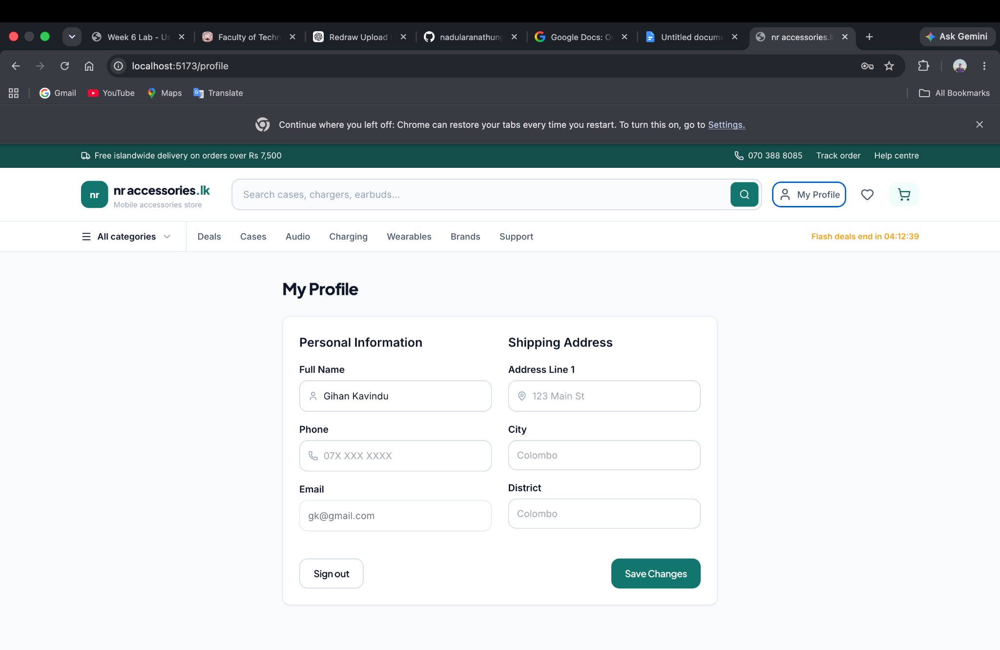 Week 6 Lab - Us
Faculty of Techn
Redraw Upload
nadularanathung
Google Docs: O
Untitled docume
nr accessories.l
Ask Gemini
localhost:5173/profile
Gmail
YouTube
Maps
Translate
All Bookmarks
Continue where you left off: Chrome can restore your tabs every time you restart. To turn this on, go to Settings.
Free islandwide delivery on orders over Rs 7,500
070 388 8085
Track order
Help centre
nr
nr accessories.lk
Mobile accessories store
Search cases, chargers, earbuds...
My Profile
All categories
Deals
Cases
Audio
Charging
Wearables
Brands
Support
Flash deals end in 04:12:39
My Profile
Personal Information
Full Name
Gihan Kavindu
Phone
07X XXX XXXX
Email
gk@gmail.com
Shipping Address
Address Line 1
123 Main St
City
Colombo
District
Colombo
Sign out
Save Changes